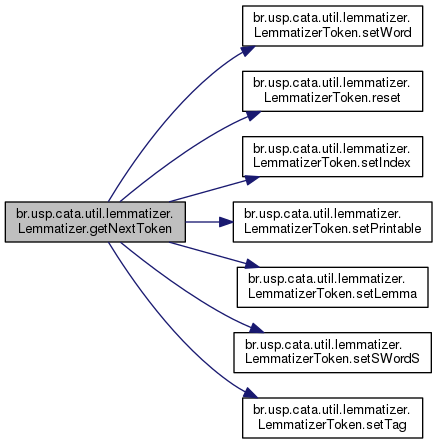 br.usp.cata.util.lemmatizer.
LemmatizerToken.setWord
br.usp.cata.util.lemmatizer.
LemmatizerToken.reset
br.usp.cata.util.lemmatizer.
LemmatizerToken.setIndex
br.usp.cata.util.lemmatizer.
Lemmatizer.getNextToken
br.usp.cata.util.lemmatizer.
LemmatizerToken.setPrintable
br.usp.cata.util.lemmatizer.
LemmatizerToken.setLemma
br.usp.cata.util.lemmatizer.
LemmatizerToken.setSWordS
br.usp.cata.util.lemmatizer.
LemmatizerToken.setTag